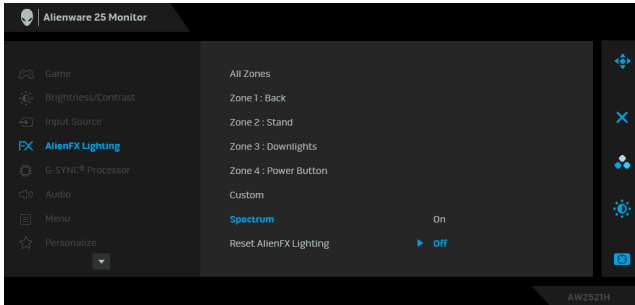 Alienware 25 Monitor
Game
All Zones
Brightness/Contrast
Zone 1 : Back
Input Source
Zone 2 : Stand
FX AlienFX Lighting
Zone 3 : Downlights
G-SYNC® Processor
Zone 4 : Power Button
Audio
Custom
Menu
Spectrum On
Personalize
Reset AlienFX Lighting Off
AW2521H